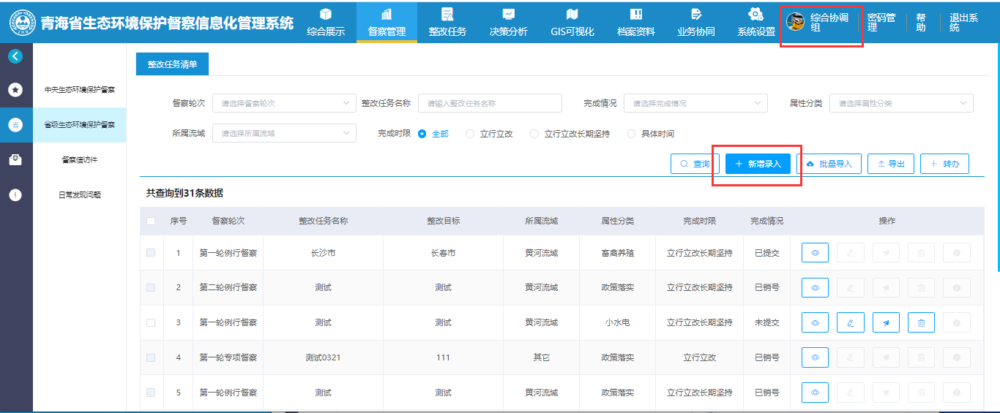 青海省生态环境保护督察信息化管理系统
综合展示 督察管理 整改任务 决策分析 GIS可视化 档案资料 业务协同 系统设置
综合协调组 密码管理 帮助 退出系统
中央生态环境保护督察
省级生态环境保护督察
督察信访件
日常发现问题
省
整改任务清单
督察轮次 请选择督察轮次 整改任务名称 请输入整改任务名称 完成情况 请选择完成情况 属性分类 请选择属性分类
所属流域 请选择所属流域 完成时限 全部 立行立改 立行立改长期坚持 具体时间
查询 新增录入 批量导入 导出 转办
共查询到31条数据
序号 督察轮次 整改任务名称 整改目标 所属流域 属性分类 完成时限 完成情况 操作
1 第一轮例行督察 长沙市 长春市 黄河流域 畜禽养殖 立行立改长期坚持 已提交
2 第二轮例行督察 测试 测试 黄河流域 政策落实 立行立改长期坚持 已销号
3 第一轮例行督察 测试 测试 黄河流域 小水电 立行立改长期坚持 未提交
4 第一轮专项督察 测试0321 111 其它 政策落实 立行立改 已销号
5 第一轮例行督察 测试 测试 黄河流域 政策落实 立行立改长期坚持 已销号